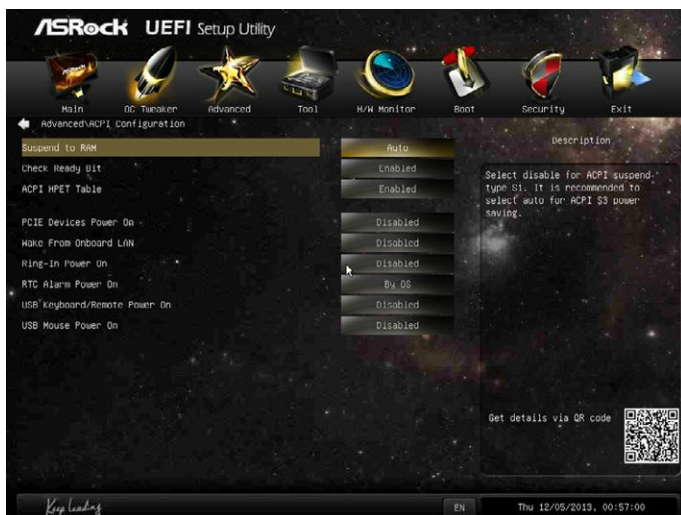 ASRock UEFI Setup Utility
Main OC Tweaker Advanced Tool H/W Monitor Boot Security Exit
Advanced\ACPI Configuration
Description
Suspend to RAM Auto
Check Ready Bit Enabled
ACPI HPET Table Enabled
PCIE Devices Power On Disabled
Wake From Onboard LAN Disabled
Ring-In Power On Disabled
RTC Alarm Power On By OS
USB Keyboard/Remote Power On Disabled
USB Mouse Power On Disabled
Select disable for ACPI suspend
type S1. It is recommended to
select auto for ACPI S3 power
saving.
Get details via QR code
Keep Leading
EN
Thu 12/05/2013, 00:57:00